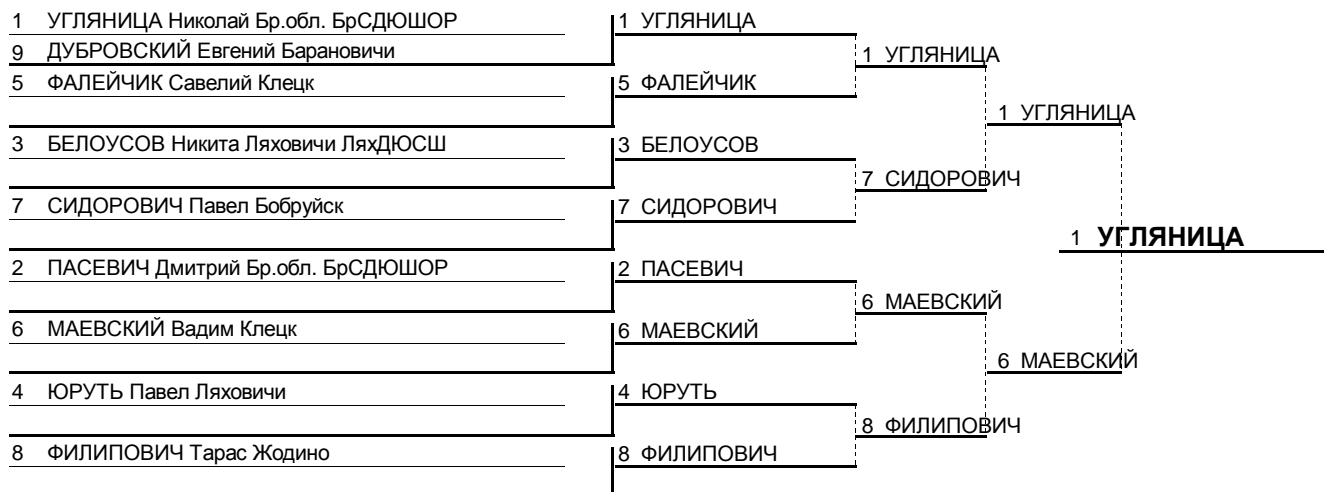 1 УГЛЯНИЦА Николай Бр.обл. БрСДЮШОР
9 ДУБРОВСКИЙ Евгений Барановичи
5 ФАЛЕЙЧИК Савелий Клецк
3 БЕЛОУСОВ Никита Ляховичи ЛяхДЮСШ
7 СИДОРОВИЧ Павел Бобруйск
2 ПАСЕВИЧ Дмитрий Бр.обл. БрСДЮШОР
6 МАЕВСКИЙ Вадим Клецк
4 ЮРУТЬ Павел Ляховичи
8 ФИЛИПОВИЧ Тарас Жодино
1 УГЛЯНИЦА
5 ФАЛЕЙЧИК
3 БЕЛОУСОВ
7 СИДОРОВИЧ
2 ПАСЕВИЧ
6 МАЕВСКИЙ
4 ЮРУТЬ
8 ФИЛИПОВИЧ
1 УГЛЯНИЦА
7 СИДОРОВИЧ
6 МАЕВСКИЙ
8 ФИЛИПОВИЧ
1 УГЛЯНИЦА
6 МАЕВСКИЙ
1 УГЛЯНИЦА